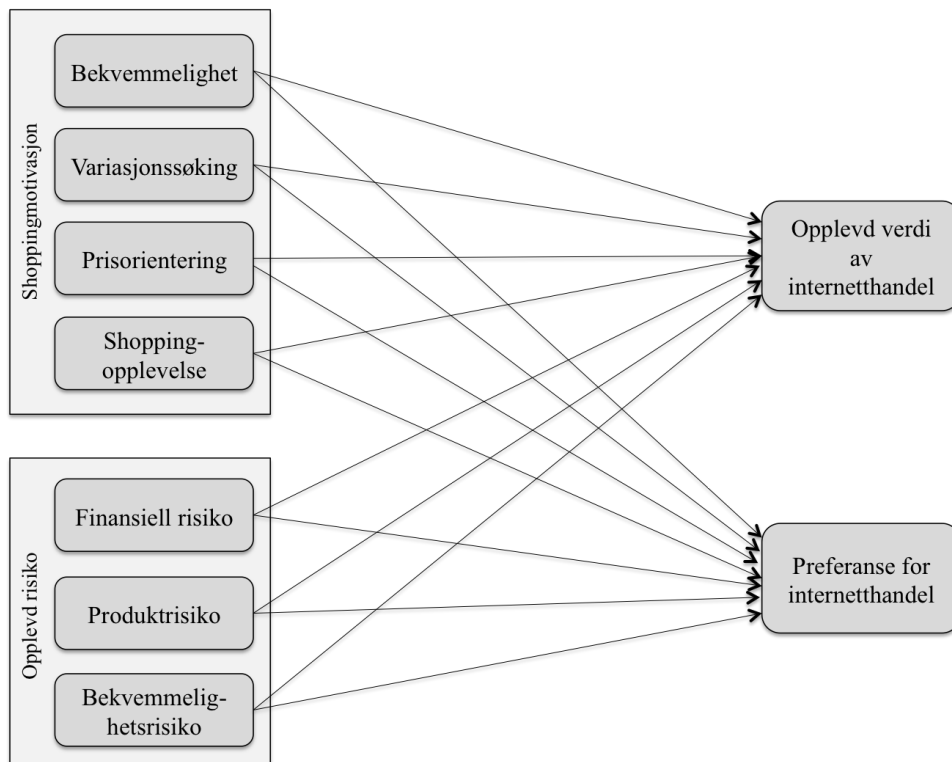 Shoppingmotivasjon
Bekvemmelighet
Variasjonssøking
Prisorientering
Shopping-
opplevelse
Opplevd risiko
Finansiell risiko
Produktrisiko
Bekvemmelig-
hetsrisiko
Opplevd verdi
av
internetthandel
Preferanse for
internetthandel